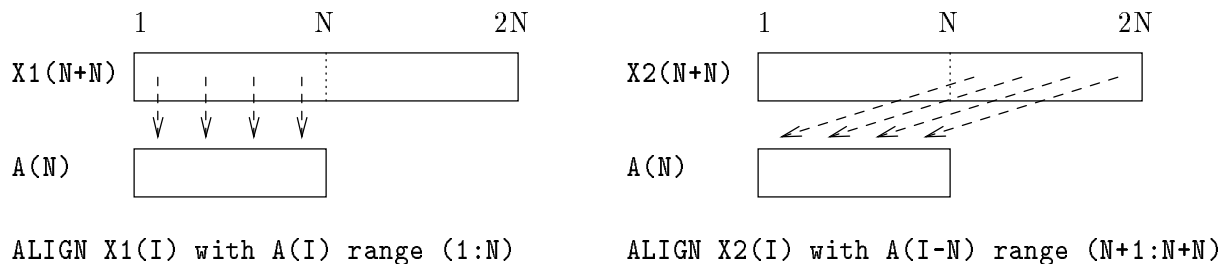 1 N 2N
X1(N+N)
A(N)
ALIGN X1(I) with A(I) range (1:N)
1 N 2N
X2(N+N)
A(N)
ALIGN X2(I) with A(I-N) range (N+1:N+N)